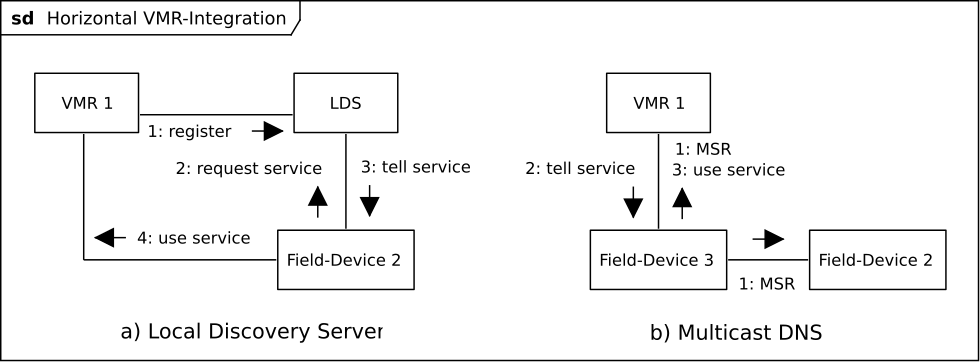 sd Horizontal VMR-Integration
VMR 1
LDS
1: register
2: request service
3: tell service
4: use service
Field-Device 2
a) Local Discovery Server
VMR 1
1: MSR
2: tell service
3: use service
Field-Device 3
Field-Device 2
1: MSR
b) Multicast DNS